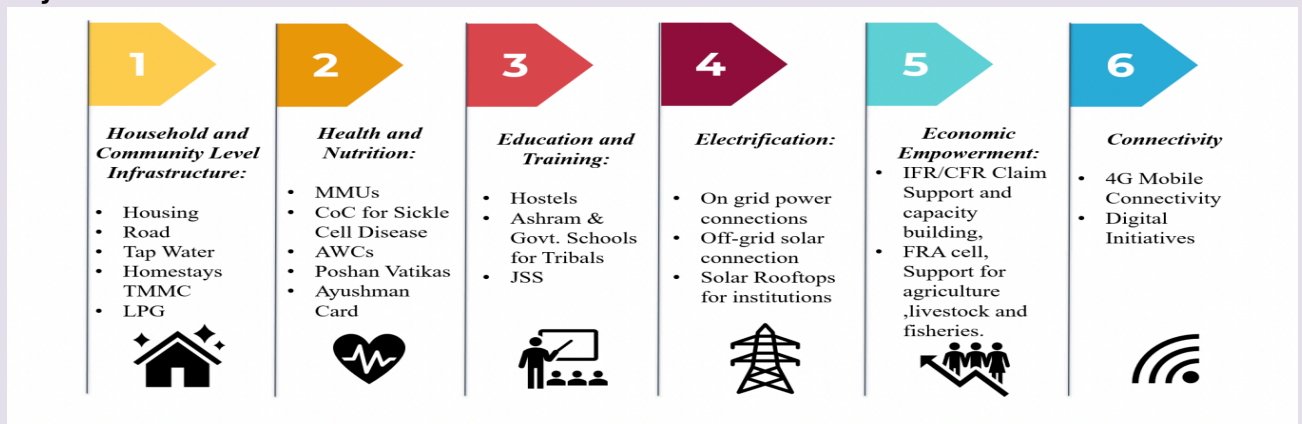 1
Household and
Community Level
Infrastructure:
• Housing
• Road
• Tap Water
• Homestays
TMMC
• LPG
2
Health and
Nutrition:
• MMUs
• CoC for Sickle
Cell Disease
• AWCs
• Poshan Vatikas
• Ayushman
Card
3
Education and
Training:
• Hostels
• Ashram &
Govt. Schools
for Tribals
• JSS
4
Electrification:
• On grid power
connections
• Off-grid solar
connection
• Solar Rooftops
for institutions
5
Economic
Empowerment:
• IFR/CFR Claim
Support and
capacity
building,
• FRA cell,
Support for
agriculture
,livestock and
fisheries.
6
Connectivity
• 4G Mobile
Connectivity
• Digital
Initiatives